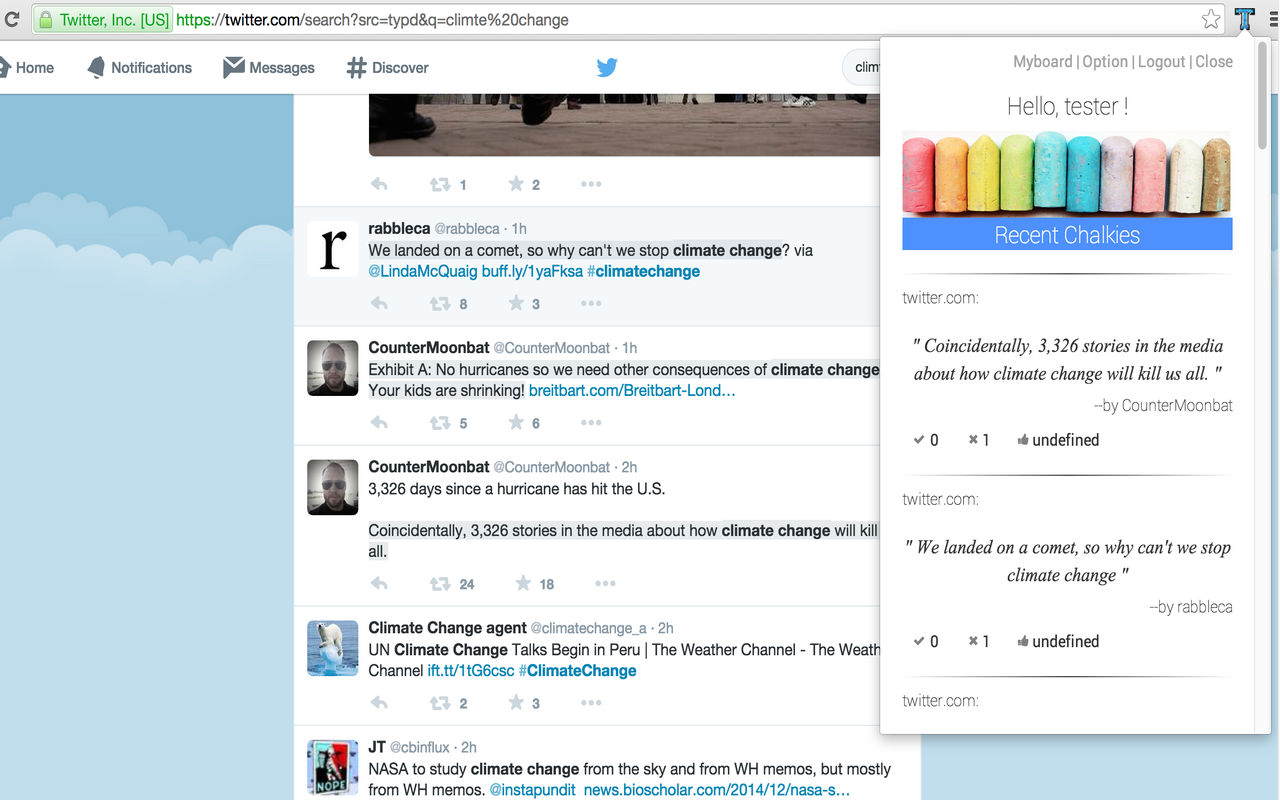 Twitter, Inc. [US] https://twitter.com/search?src=typd&q=climte%20change
Home Notifications Messages Discover
1 2
rabbleca @rabbleca · 1h
We landed on a comet, so why can't we stop climate change? via
@LindaMcQuaig buff.ly/1yaFksa #climatechange
8 3
CounterMoonbat @CounterMoonbat · 1h
Exhibit A: No hurricanes so we need other consequences of climate change
Your kids are shrinking! breitbart.com/Breitbart-Lond…
5 6
CounterMoonbat @CounterMoonbat · 2h
3,326 days since a hurricane has hit the U.S.
Coincidentally, 3,326 stories in the media about how climate change will kill
all.
24 18
Climate Change agent @climatechange_a · 2h
UN Climate Change Talks Begin in Peru | The Weather Channel - The Weath
Channel ift.tt/1tG6csc #ClimateChange
2 3
JT @cbinflux · 2h
NOPE
NASA to study climate change from the sky and from WH memos, but mostly
from WH memos. @instapundit news.bioscholar.com/2014/12/nasa-s…
Myboard | Option | Logout | Close
Hello, tester !
Recent Chalkies
twitter.com:
" Coincidentally, 3,326 stories in the media
about how climate change will kill us all. "
--by CounterMoonbat
0 1 undefined
twitter.com:
" We landed on a comet, so why can't we stop
climate change "
--by rabbleca
0 1 undefined
twitter.com: